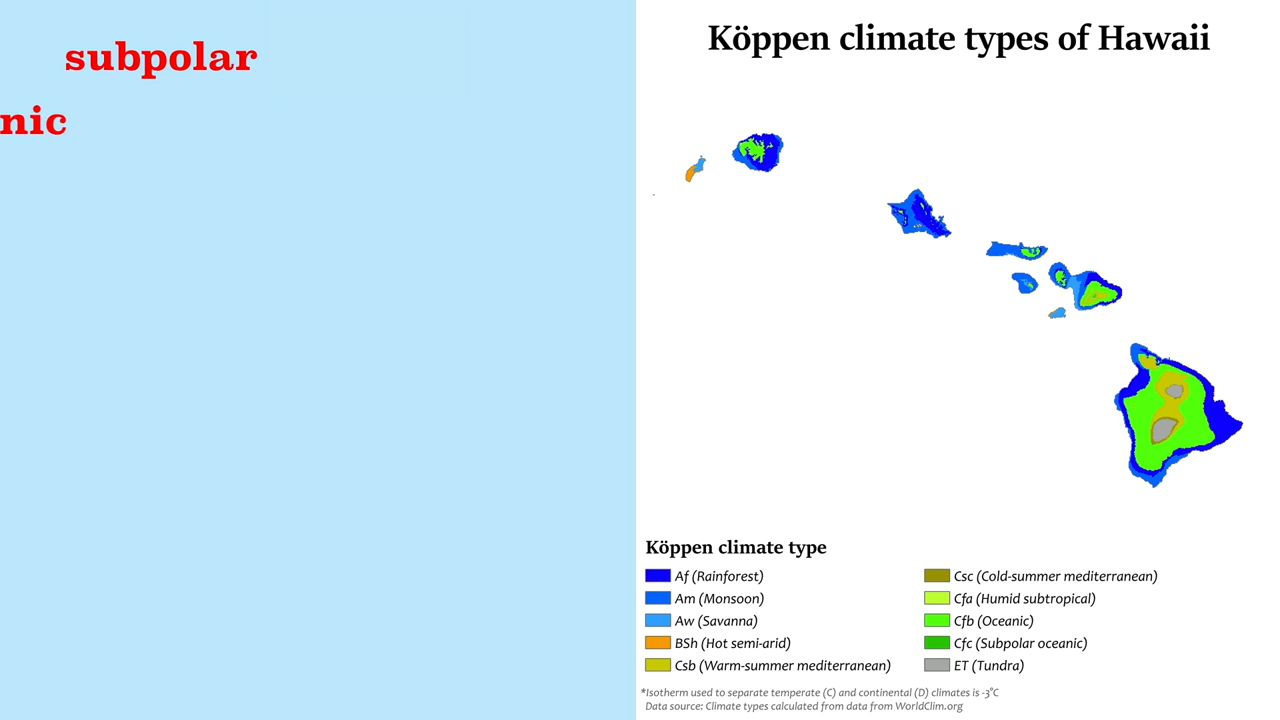 subpolar
nic
Köppen climate types of Hawaii
Köppen climate type
Af (Rainforest)
Am (Monsoon)
Aw (Savanna)
BSh (Hot semi-arid)
Csb (Warm-summer mediterranean)
Csc (Cold-summer mediterranean)
Cfa (Humid subtropical)
Cfb (Oceanic)
Cfc (Subpolar oceanic)
ET (Tundra)
*Isotherm used to separate temperate (C) and continental (D) climates is -3°C
Data source: Climate types calculated from data from WorldClim.org